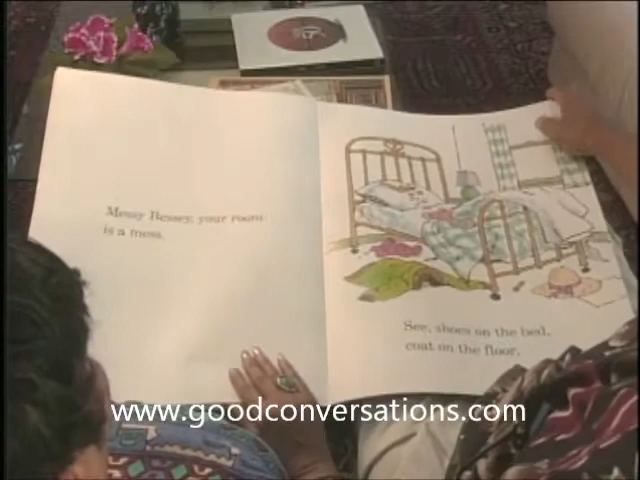 Messy Bessey, your room
is a mess.
See, shoes on the bed,
coat on the floor,
www.goodconversations.com